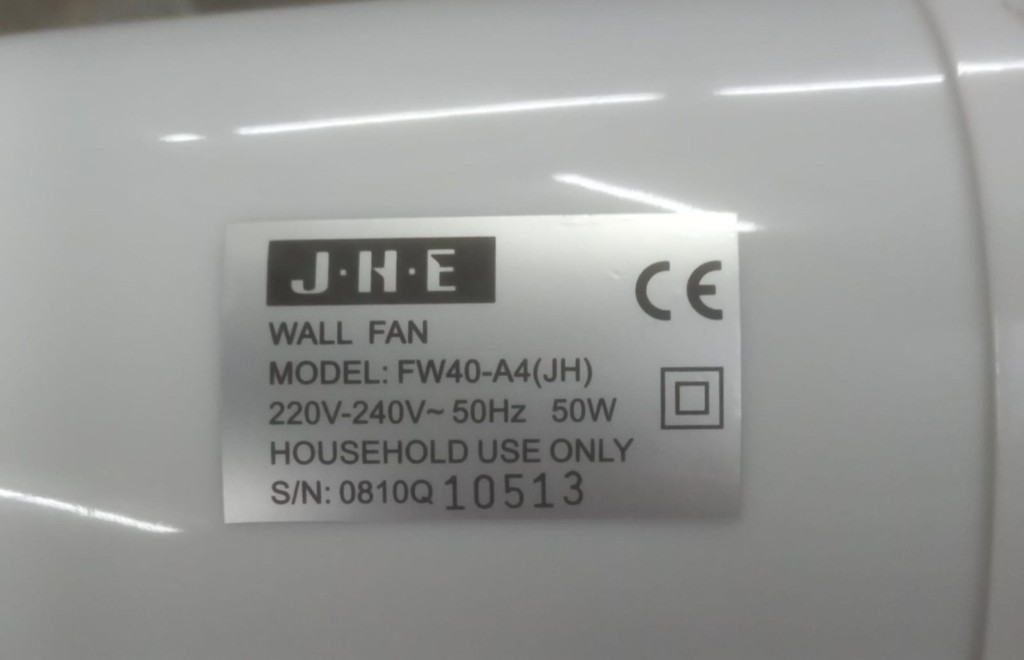 J·H·E
CE
WALL FAN
MODEL: FW40-A4(JH)
220V-240V~ 50Hz 50W
HOUSEHOLD USE ONLY
S/N: 0810Q 10513